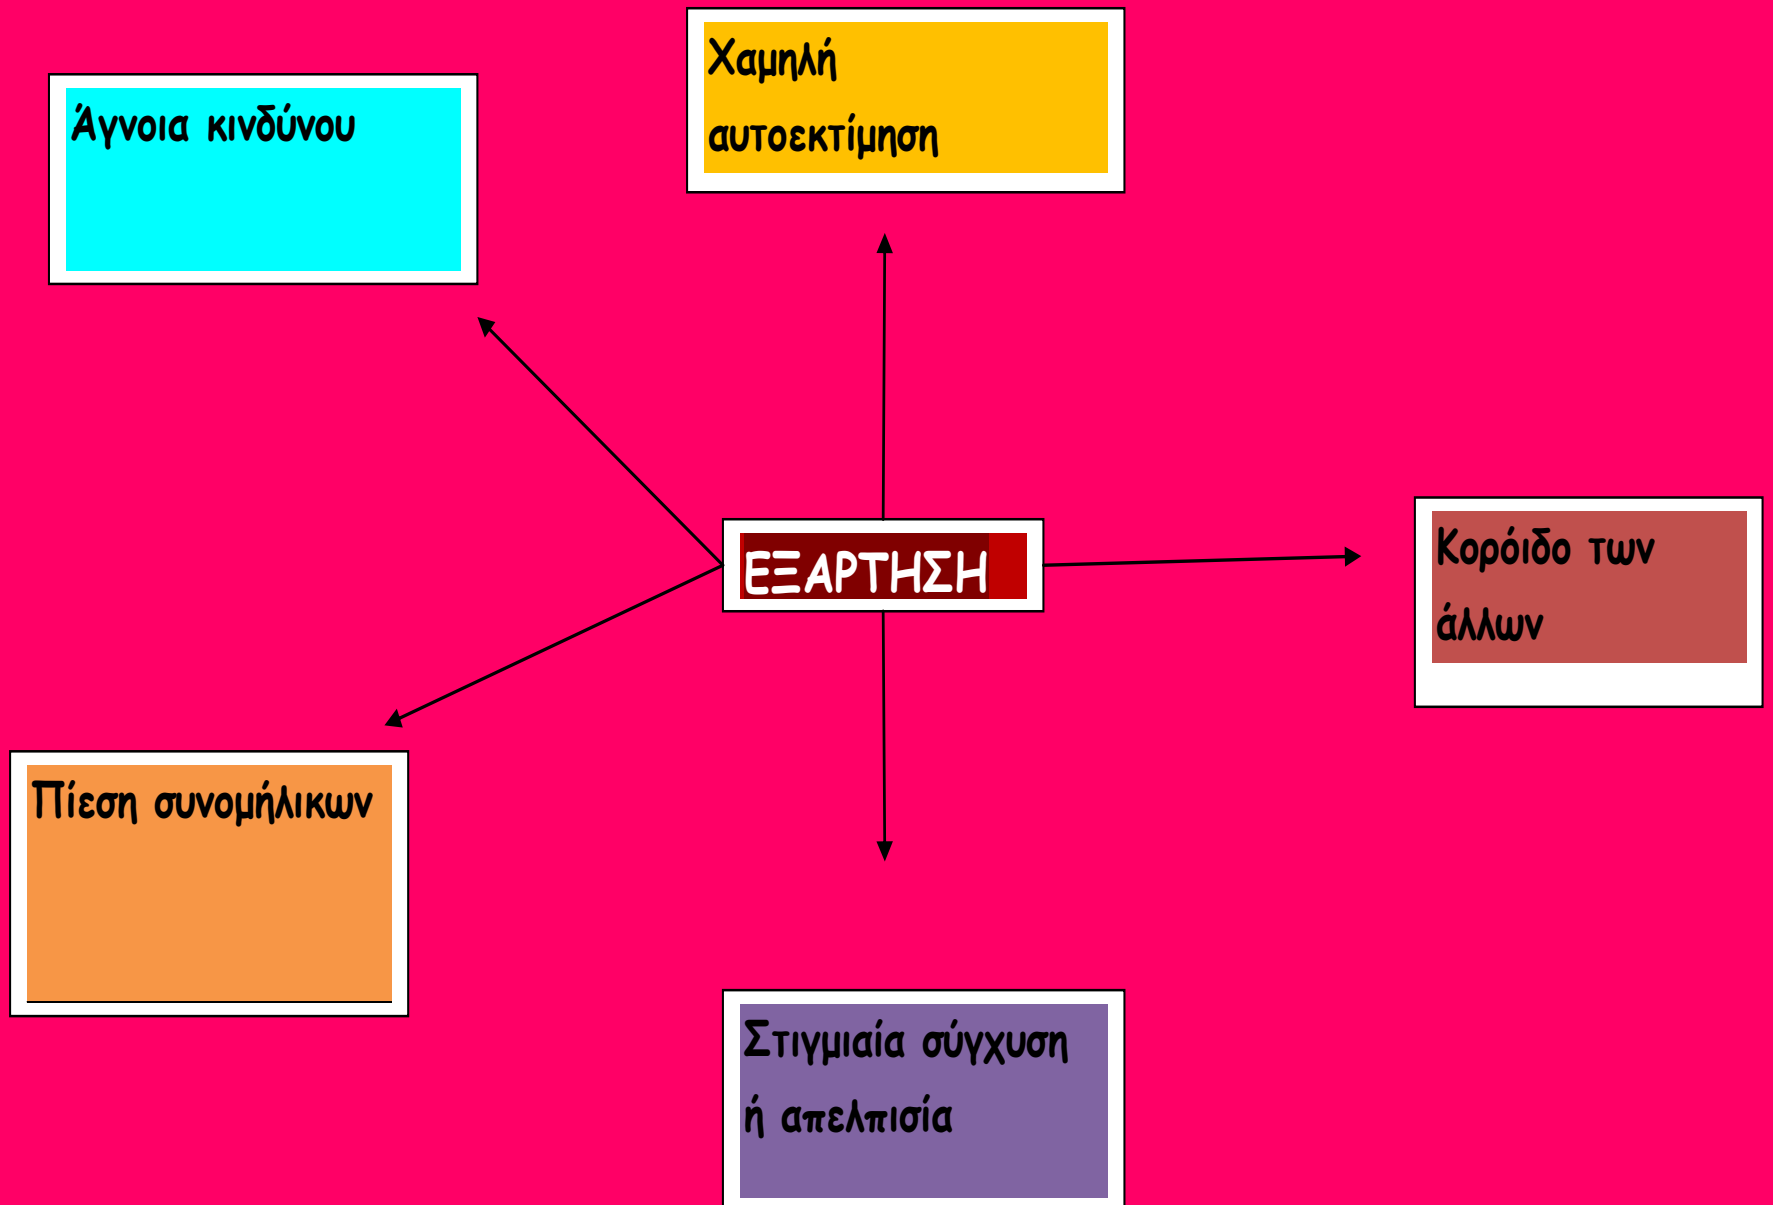 Χαμηλή
αυτοεκτίμηση
Άγνοια κινδύνου
ΕΞΑΡΤΗΣΗ
Κορόιδο των
άλλων
Πίεση συνομήλικων
Στιγμιαία σύγχυση
ή απελπισία